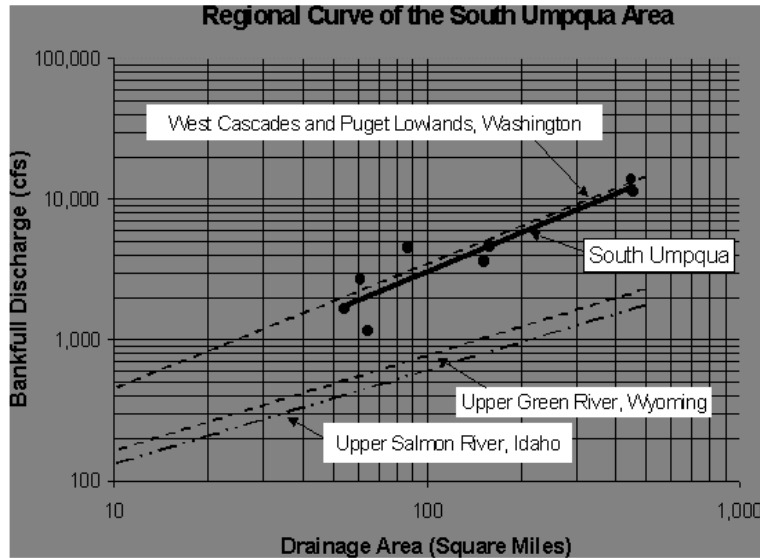 Regional Curve of the South Umpqua Area
100,000
West Cascades and Puget Lowlands, Washington
10,000
South Umpqua
Bankfull Discharge (cfs)
1,000
Upper Green River, Wyoming
Upper Salmon River, Idaho
100
10
100
1,000
Drainage Area (Square Miles)